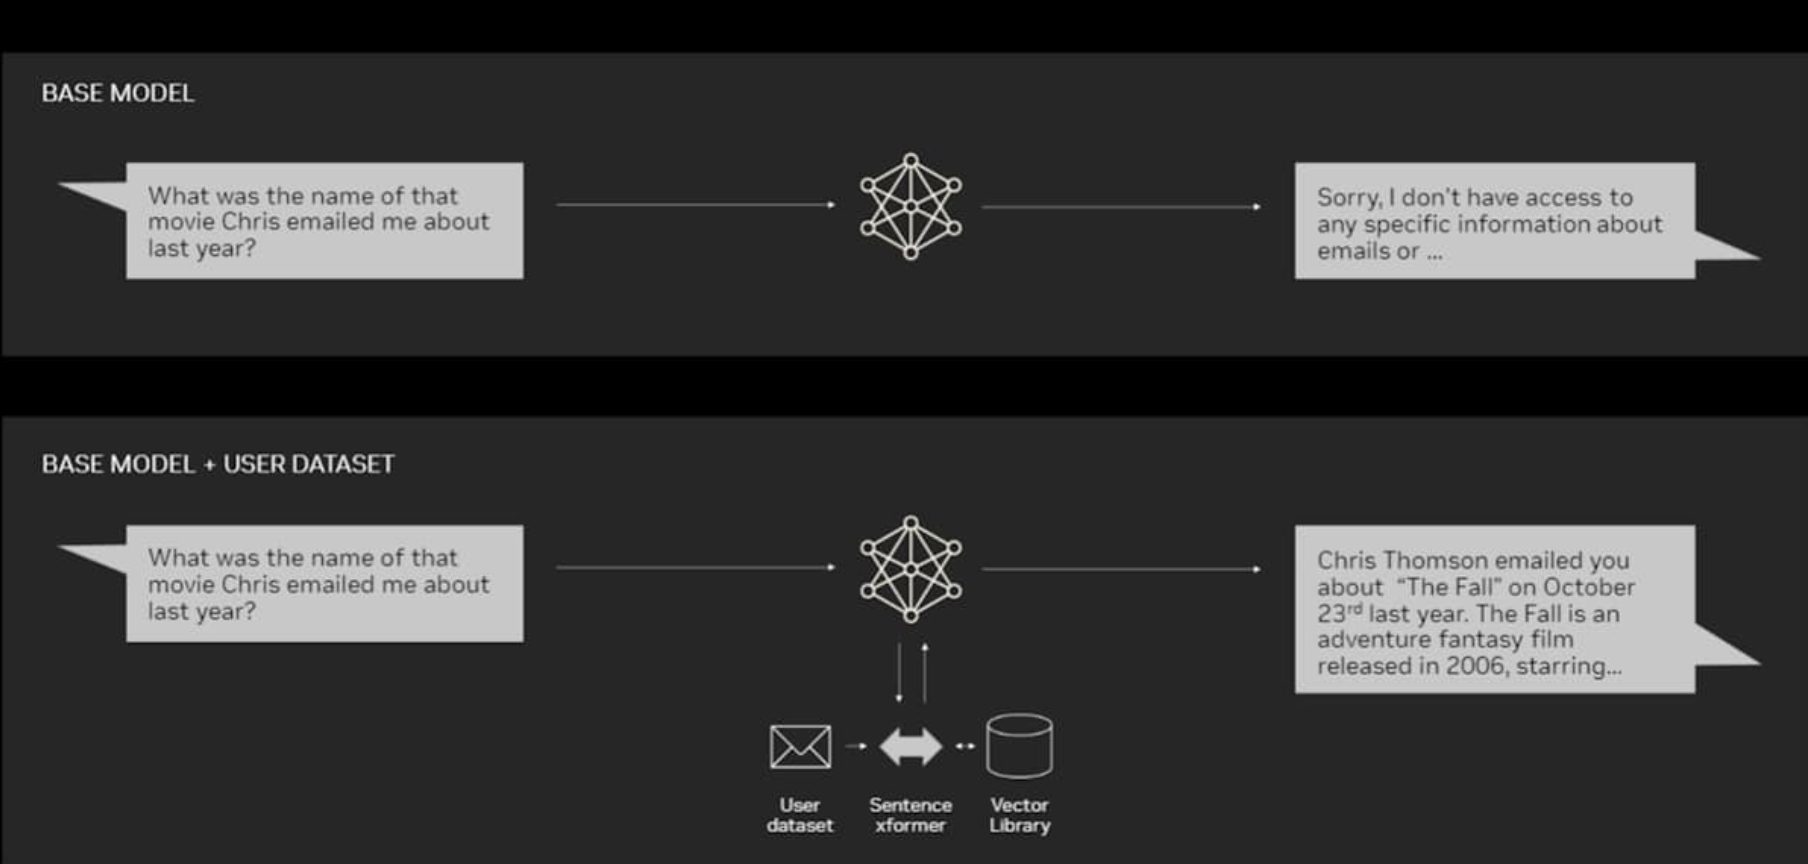 BASE MODEL
What was the name of that
movie Chris emailed me about
last year?
Sorry, I don't have access to
any specific information about
emails or ...
BASE MODEL + USER DATASET
What was the name of that
movie Chris emailed me about
last year?
Chris Thomson emailed you
about “The Fall” on October
23rd last year. The Fall is an
adventure fantasy film
released in 2006, starring...
User
dataset
Sentence
xformer
Vector
Library